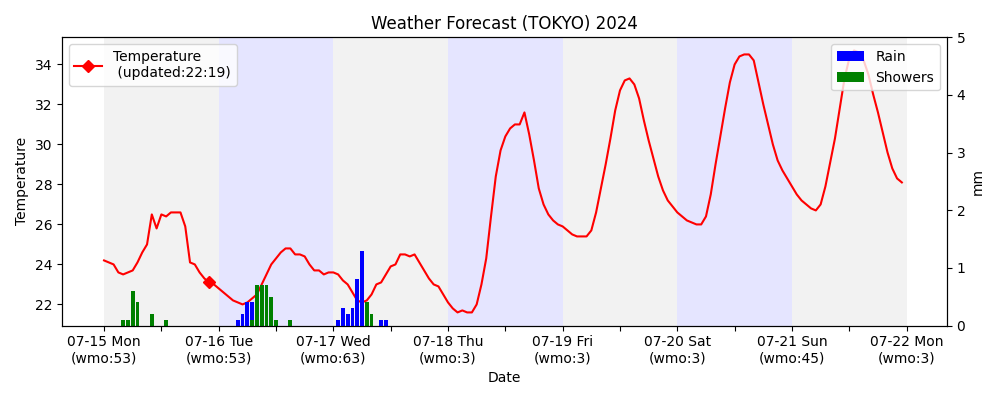 Weather Forecast (TOKYO) 2024
Temperature
(updated:22:19)
Rain
Showers
Temperature
34
32
30
28
26
24
22
5
4
3
2
1
0
mm
07-15 Mon
(wmo:53)
07-16 Tue
(wmo:53)
07-17 Wed
(wmo:63)
07-18 Thu
(wmo:3)
07-19 Fri
(wmo:3)
07-20 Sat
(wmo:3)
07-21 Sun
(wmo:45)
07-22 Mon
(wmo:3)
Date